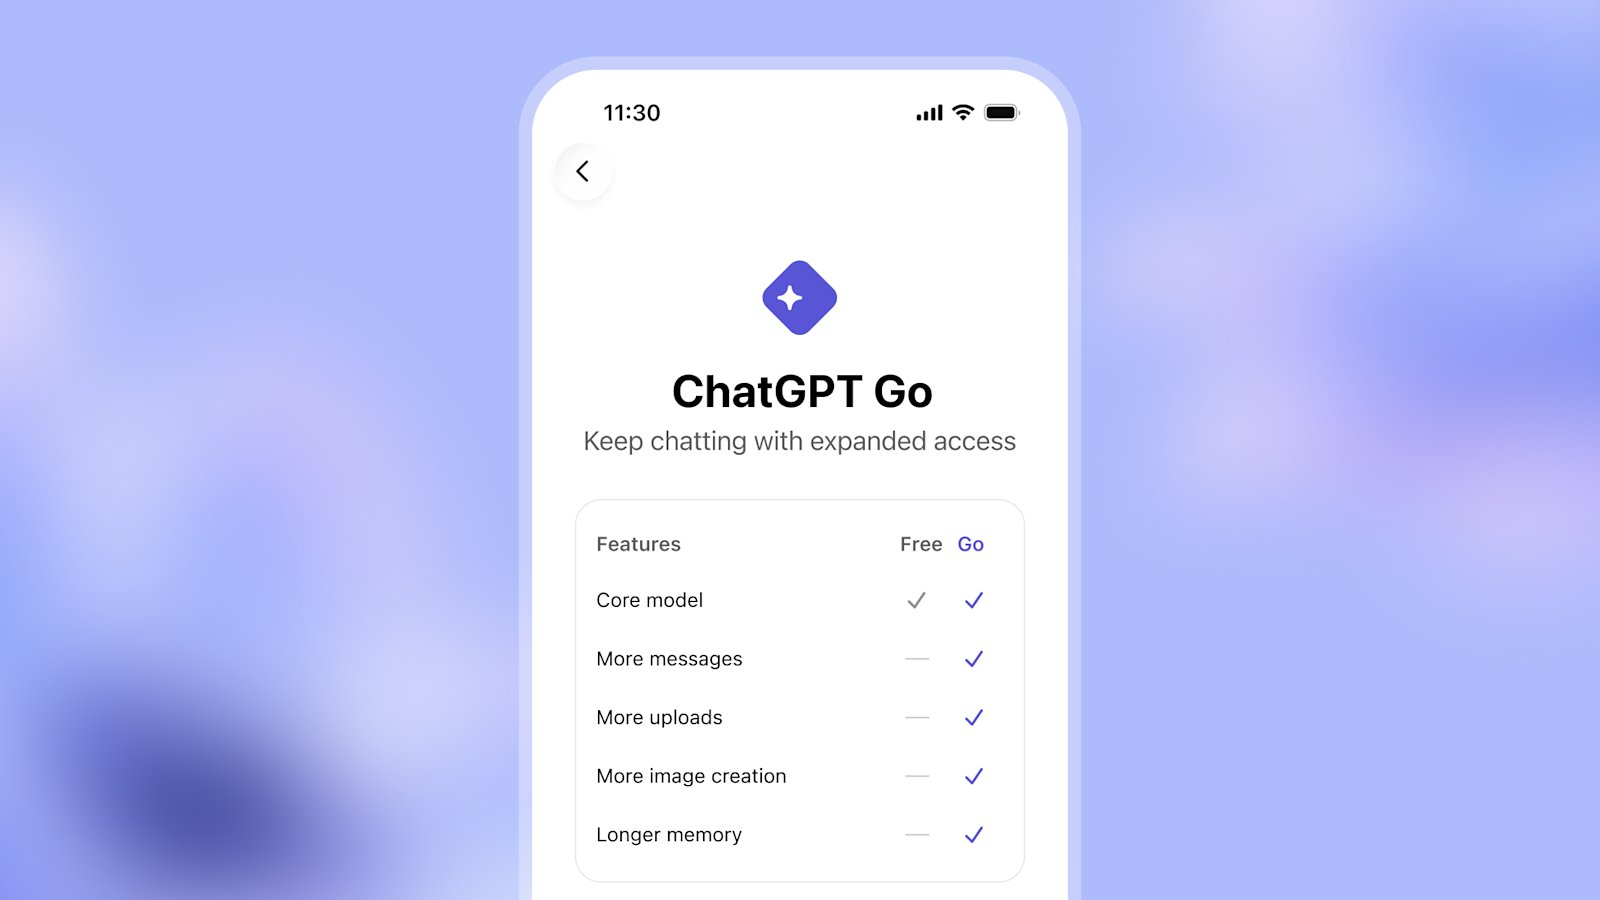 11:30
ChatGPT Go
Keep chatting with expanded access
Features Free Go
Core model
More messages
More uploads
More image creation
Longer memory